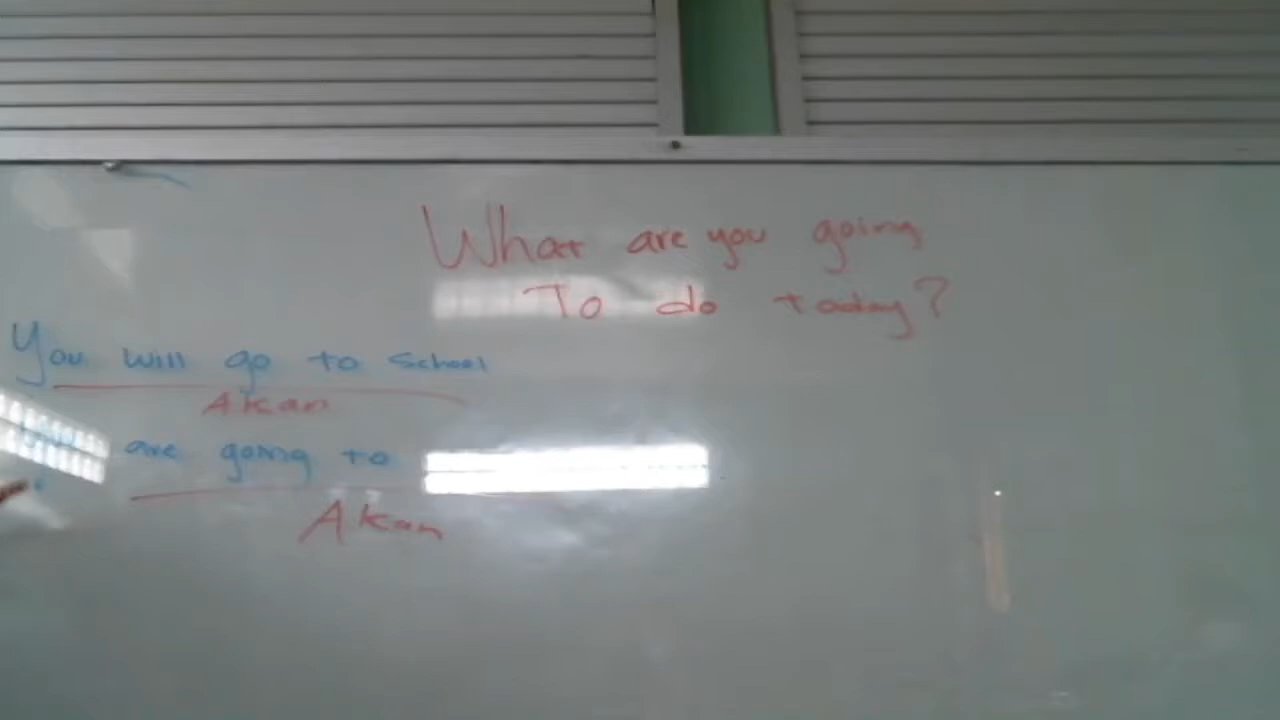 What are you going
To do today?
You will go to school
Akan
are going to
Akan